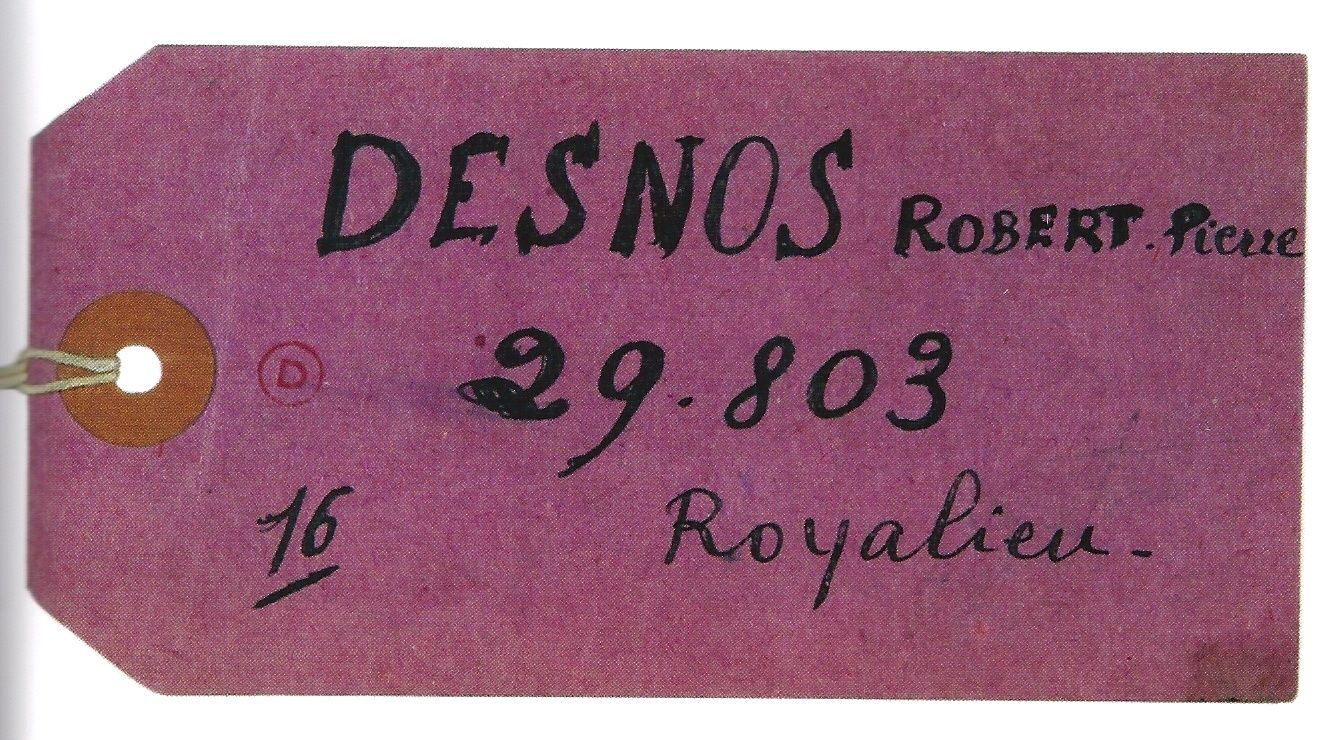 DESNOS ROBERT. Pierre
D 29.803
16 Royalieu -